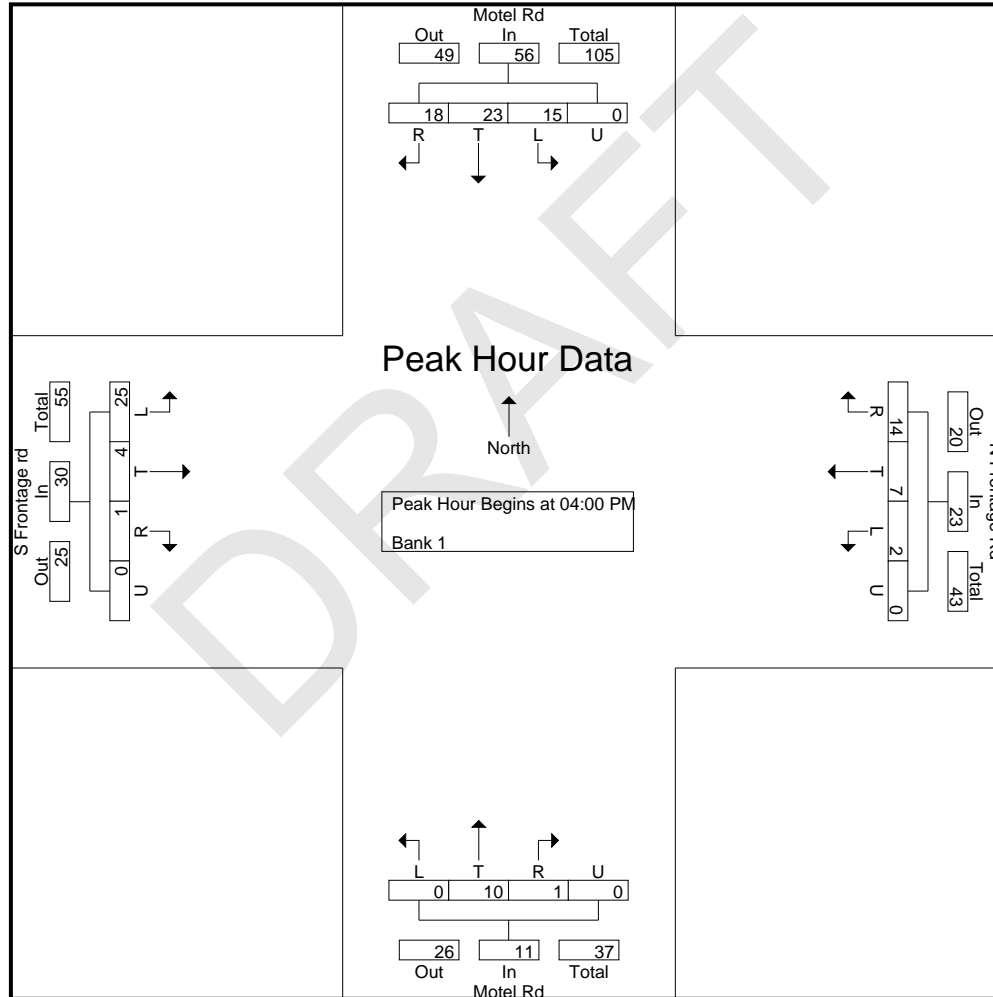 Motel Rd
Out In Total
49 56 105
18 23 15 0
R T L U
Peak Hour Data
North
Peak Hour Begins at 04:00 PM
Bank 1
S Frontage rd
Total In Out
55 30 25
25 4 1 0
L T R U
R T L U
14 7 2 0
Out In Total
20 23 43
L T R U
0 10 1 0
26 11 37
Out In Total
Motel Rd
DRAFT